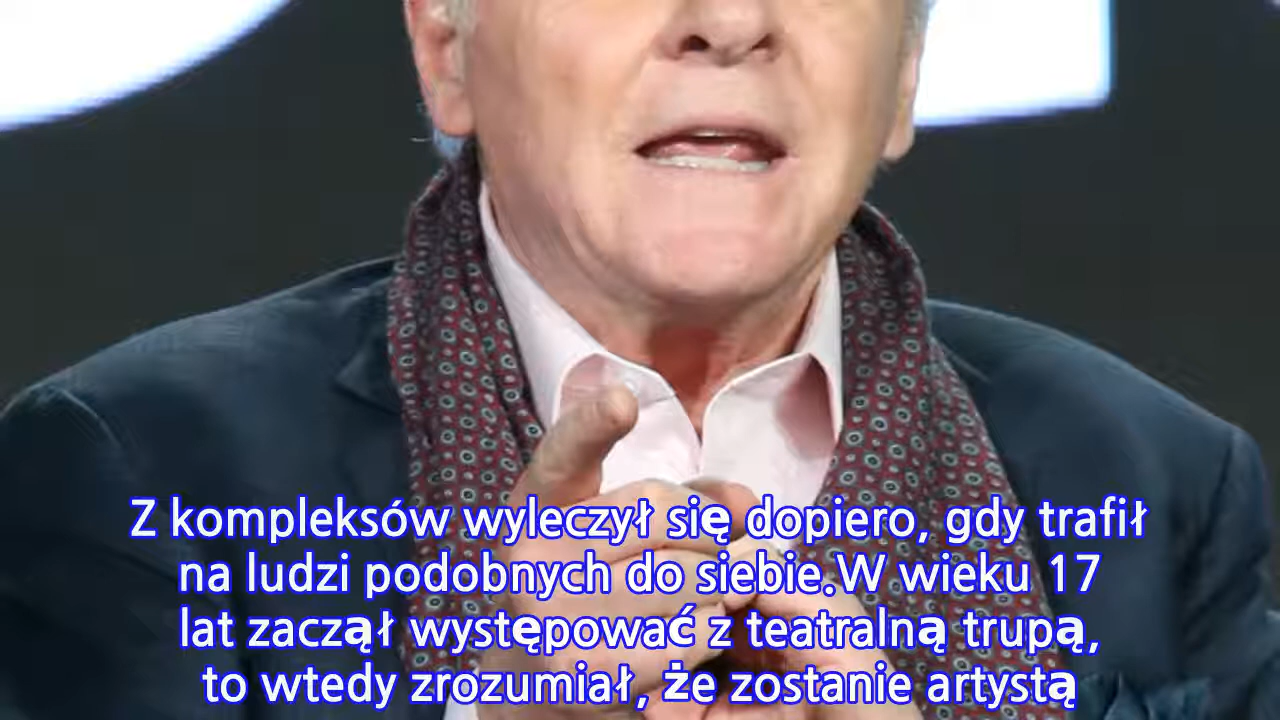 Z kompleksów wyleczył się dopiero, gdy trafił
na ludzi podobnych do siebie.W wieku 17
lat zaczął występować z teatralną trupą,
to wtedy zrozumiał, że zostanie artystą